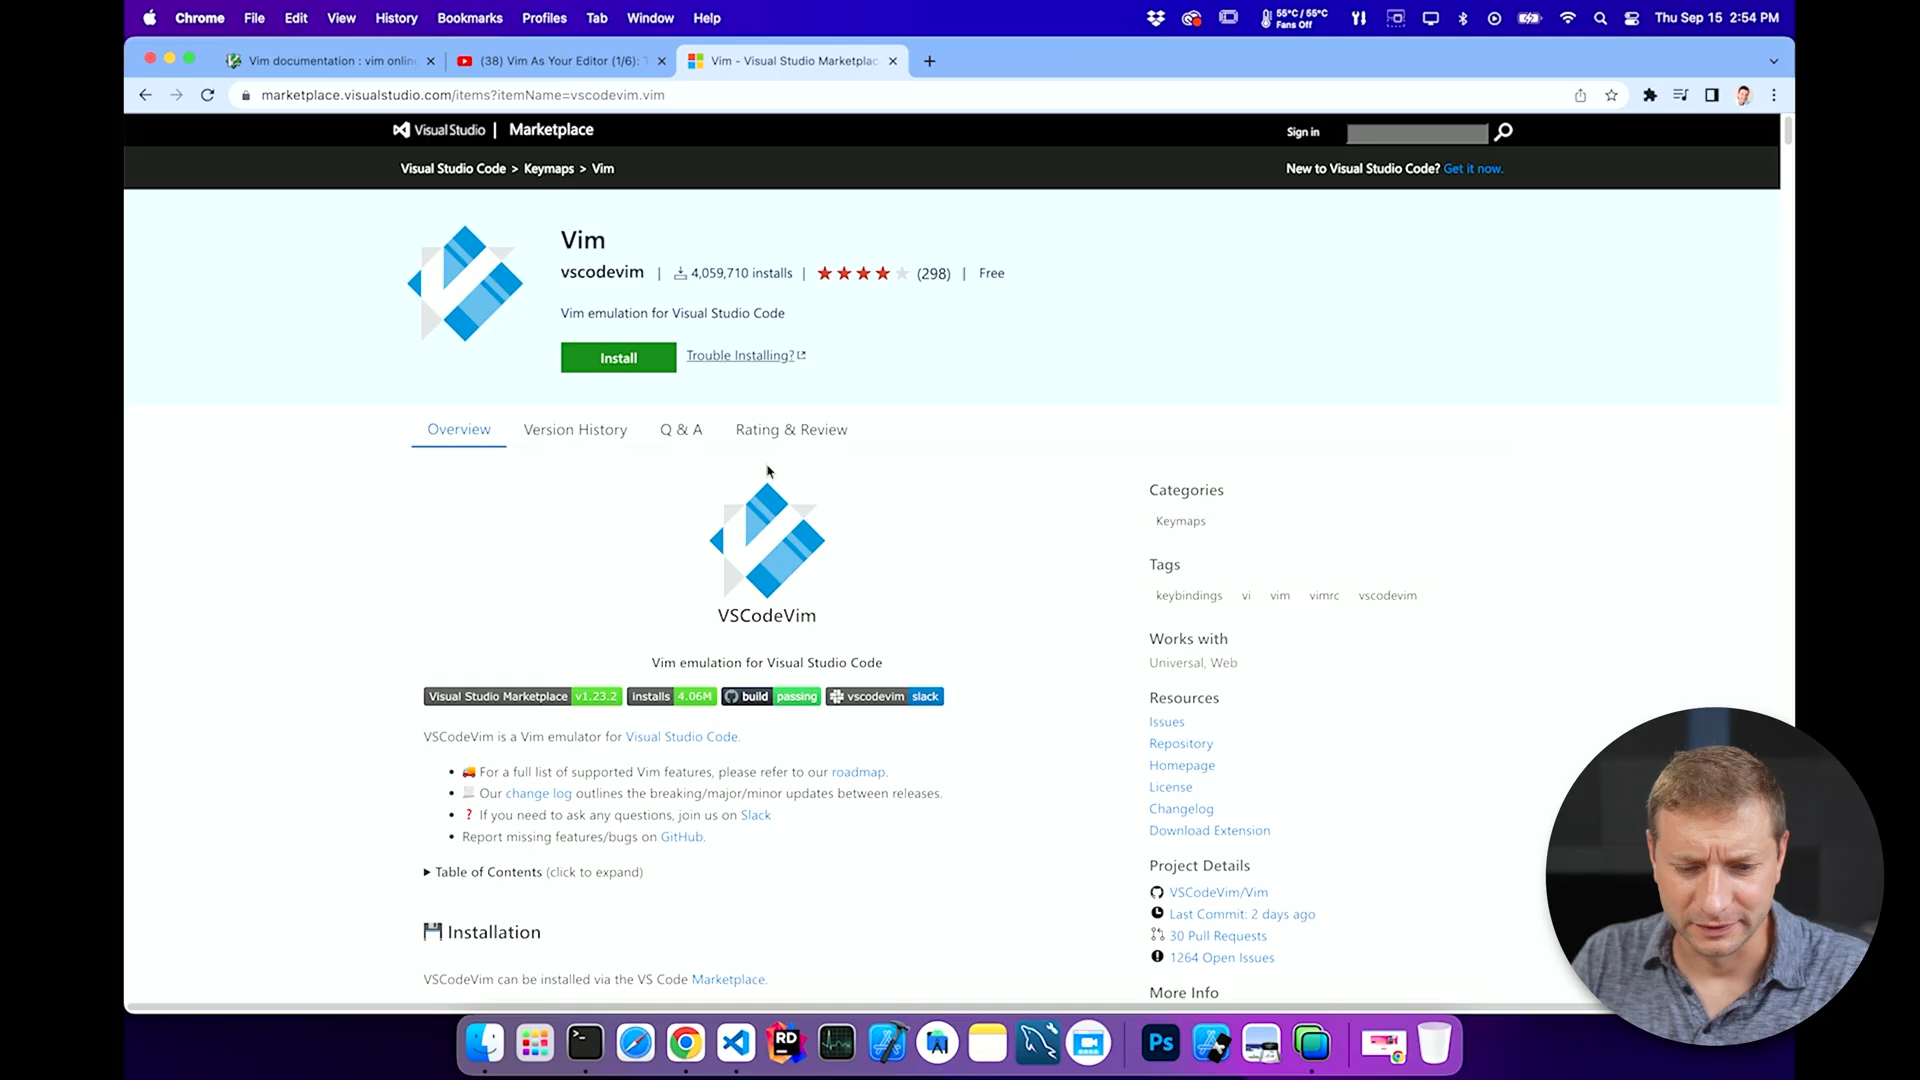 Chrome File Edit View History Bookmarks Profiles Tab Window Help
55°C / 55°C
Fans Off
Thu Sep 15 2:54 PM
Vim documentation : vim online
(38) Vim As Your Editor (1/6):
Vim - Visual Studio Marketplac
marketplace.visualstudio.com/items?itemName=vscodevim.vim
Visual Studio | Marketplace
Sign in
Visual Studio Code > Keymaps > Vim
New to Visual Studio Code? Get it now.
Vim
vscodevim | 4,059,710 installs | (298) | Free
Vim emulation for Visual Studio Code
Install
Trouble Installing?
Overview Version History Q & A Rating & Review
VSCodeVim
Vim emulation for Visual Studio Code
Visual Studio Marketplace v1.23.2 installs 4.06M build passing vscodevim slack
VSCodeVim is a Vim emulator for Visual Studio Code.
• 🚚 For a full list of supported Vim features, please refer to our roadmap.
• 📃 Our change log outlines the breaking/major/minor updates between releases.
• ❓ If you need to ask any questions, join us on Slack
• Report missing features/bugs on GitHub.
▶ Table of Contents (click to expand)
💾 Installation
VSCodeVim can be installed via the VS Code Marketplace.
Categories
Keymaps
Tags
keybindings vi vim vimrc vscodevim
Works with
Universal, Web
Resources
Issues
Repository
Homepage
License
Changelog
Download Extension
Project Details
VSCodeVim/Vim
Last Commit: 2 days ago
30 Pull Requests
1264 Open Issues
More Info
>_
RD
Ps